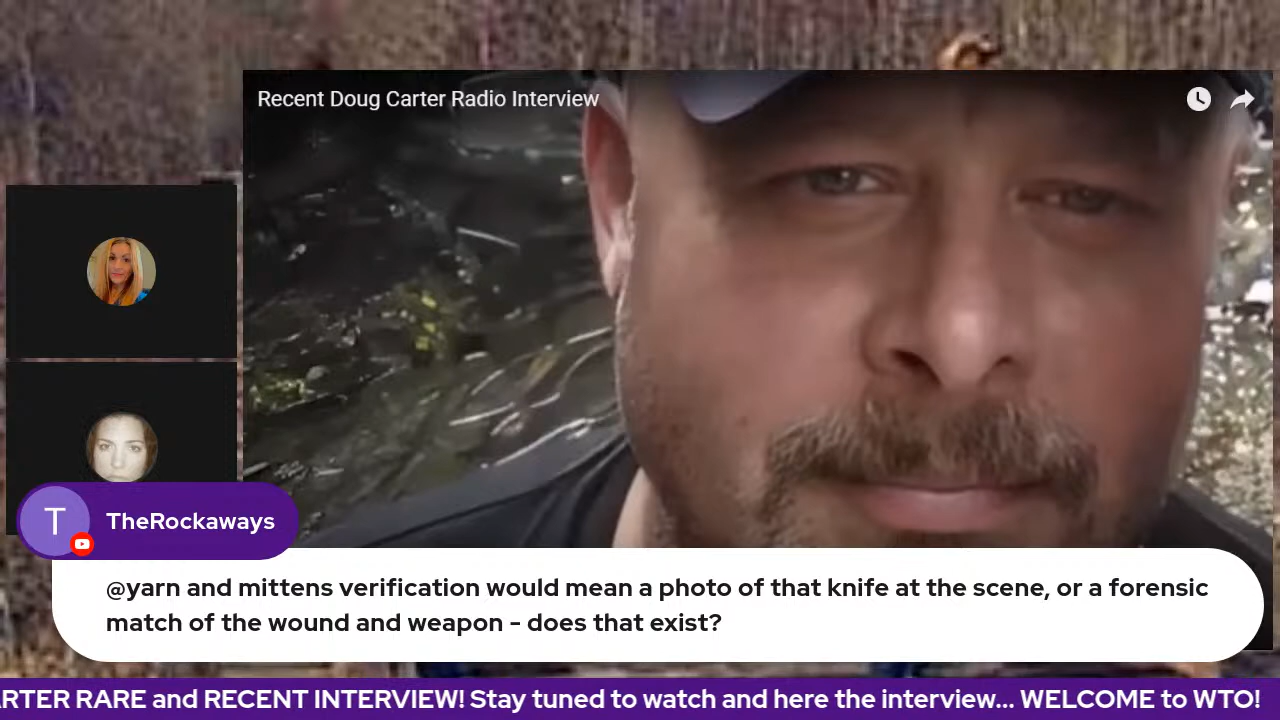 Recent Doug Carter Radio Interview
T
TheRockaways
@yarn and mittens verification would mean a photo of that knife at the scene, or a forensic
match of the wound and weapon - does that exist?
ARTER RARE and RECENT INTERVIEW! Stay tuned to watch and here the interview... WELCOME to WTO!